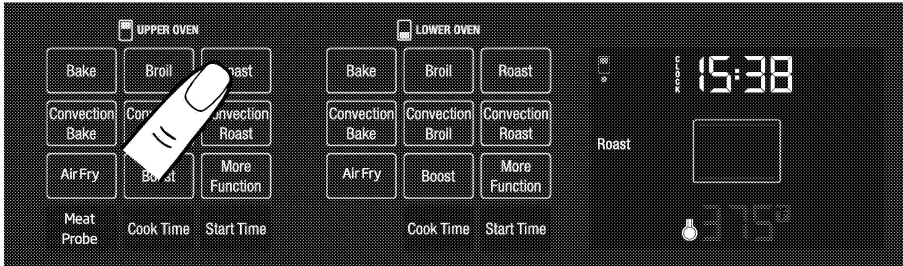 UPPER OVEN LOWER OVEN
Bake Broil Bake Broil Roast
CLOCK 15:38
Convection Bake Roast Convection Bake Convection Broil Convection Roast
Roast
Air Fry More Function Air Fry Boost More Function
Meat Probe Cook Time Start Time Cook Time Start Time
375°